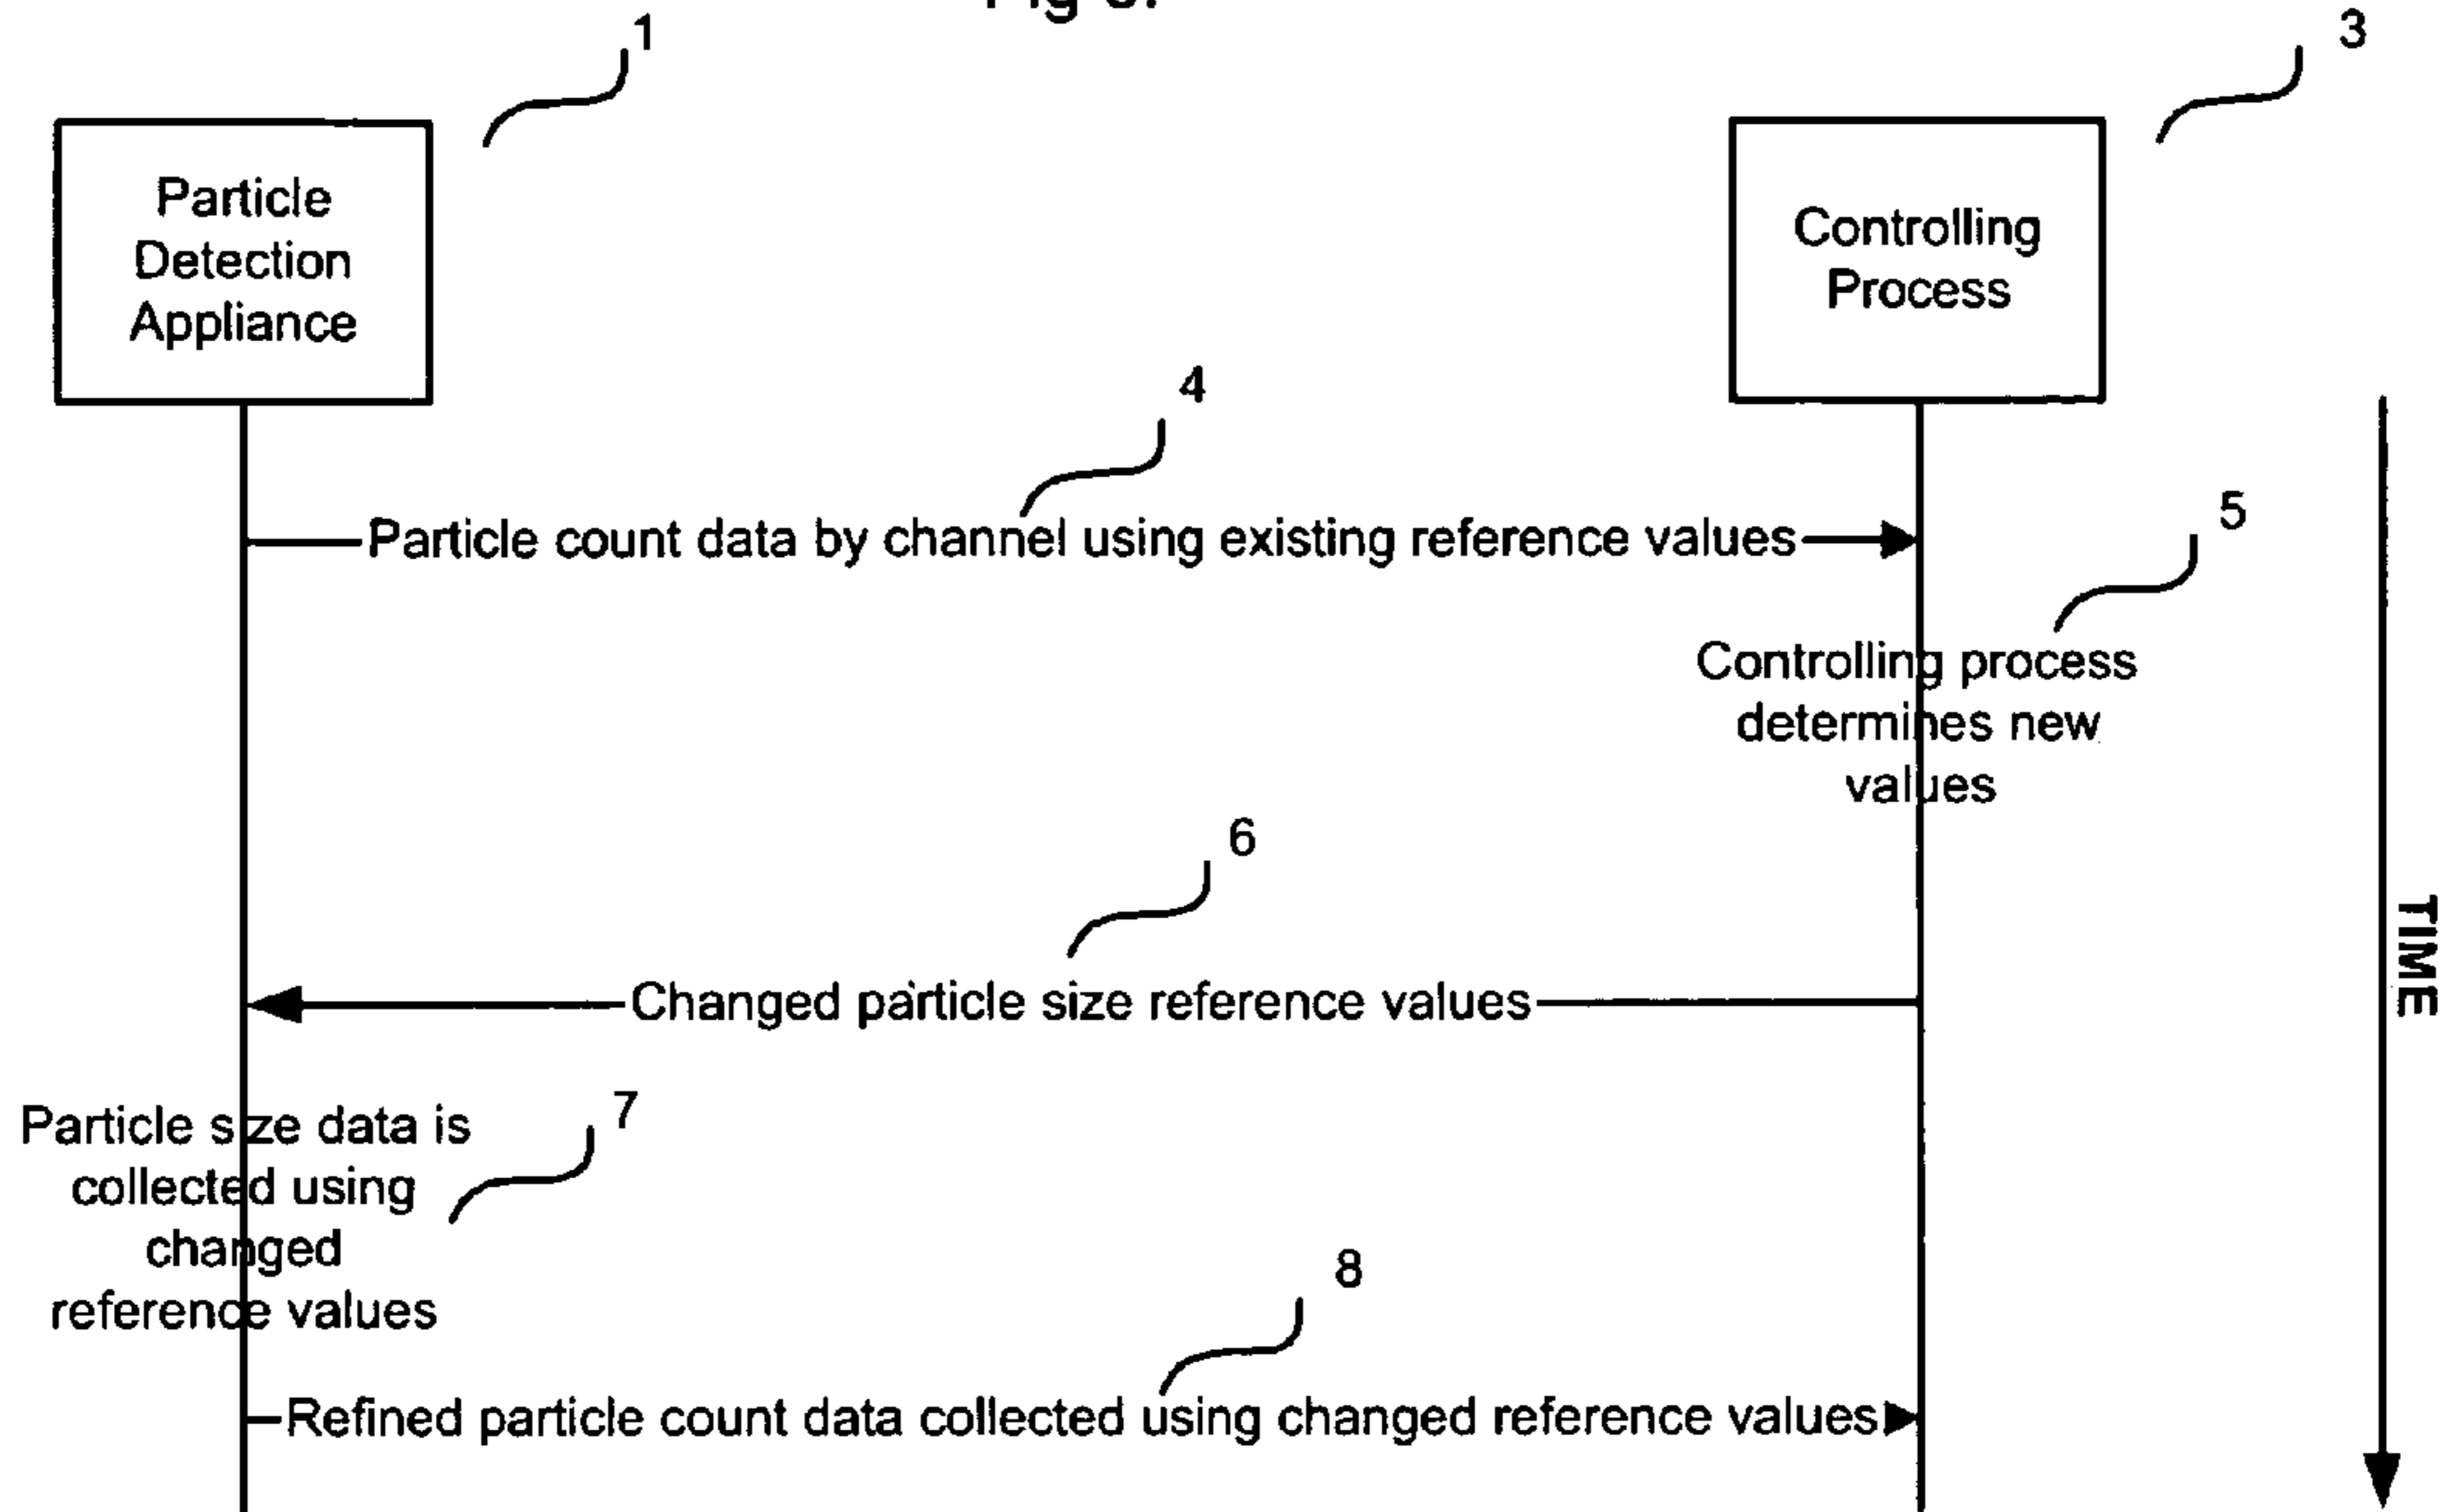 1
3
Particle
Detection
Appliance
Controlling
Process
4
Particle count data by channel using existing reference values
5
Controlling process
determines new
values
6
Changed particle size reference values
TIME
7
Particle size data is
collected using
changed
reference values
8
Refined particle count data collected using changed reference values